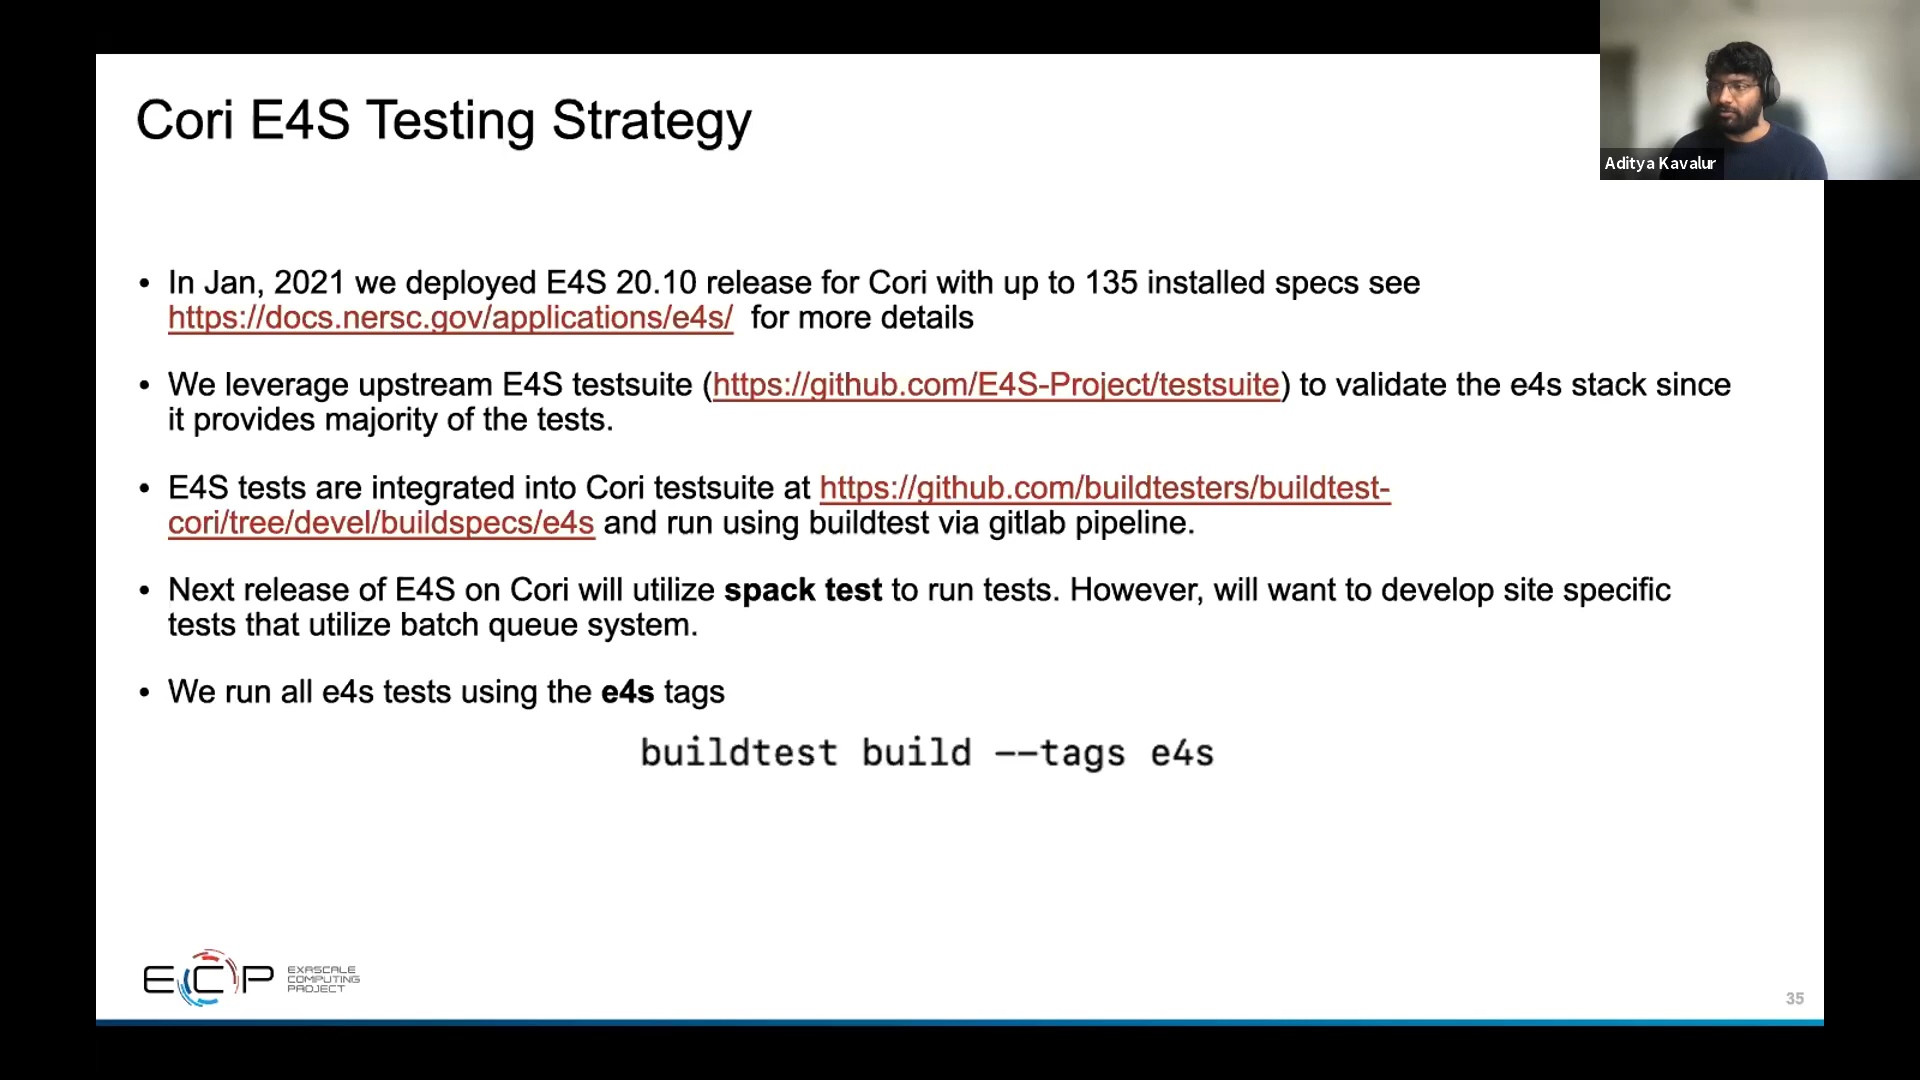 Cori E4S Testing Strategy
Aditya Kavalur
• In Jan, 2021 we deployed E4S 20.10 release for Cori with up to 135 installed specs see
https://docs.nersc.gov/applications/e4s/ for more details
• We leverage upstream E4S testsuite (https://github.com/E4S-Project/testsuite) to validate the e4s stack since
it provides majority of the tests.
• E4S tests are integrated into Cori testsuite at https://github.com/buildtesters/buildtest-
cori/tree/devel/buildspecs/e4s and run using buildtest via gitlab pipeline.
• Next release of E4S on Cori will utilize spack test to run tests. However, will want to develop site specific
tests that utilize batch queue system.
• We run all e4s tests using the e4s tags
buildtest build --tags e4s
ECP
EXASCALE
COMPUTING
PROJECT
35